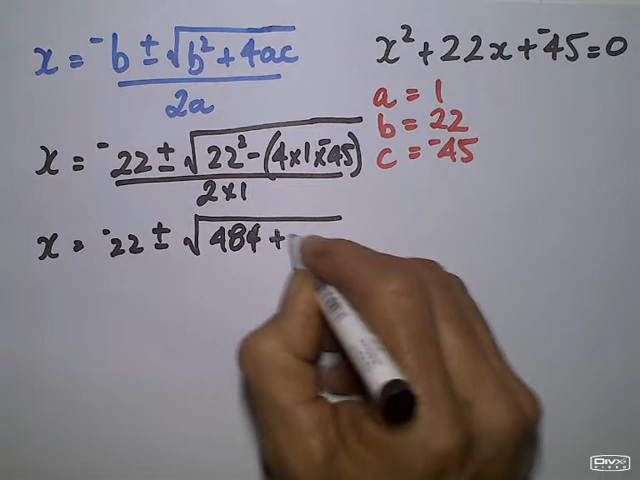 x = ⁻b ± √b² + 4ac
2a
x² + 22x + ⁻45 = 0
a = 1
b = 22
c = ⁻45
x = ⁻22 ± √22² - (4×1×⁻45)
2×1
x = ⁻22 ± √484 +
DivX
VIDEO